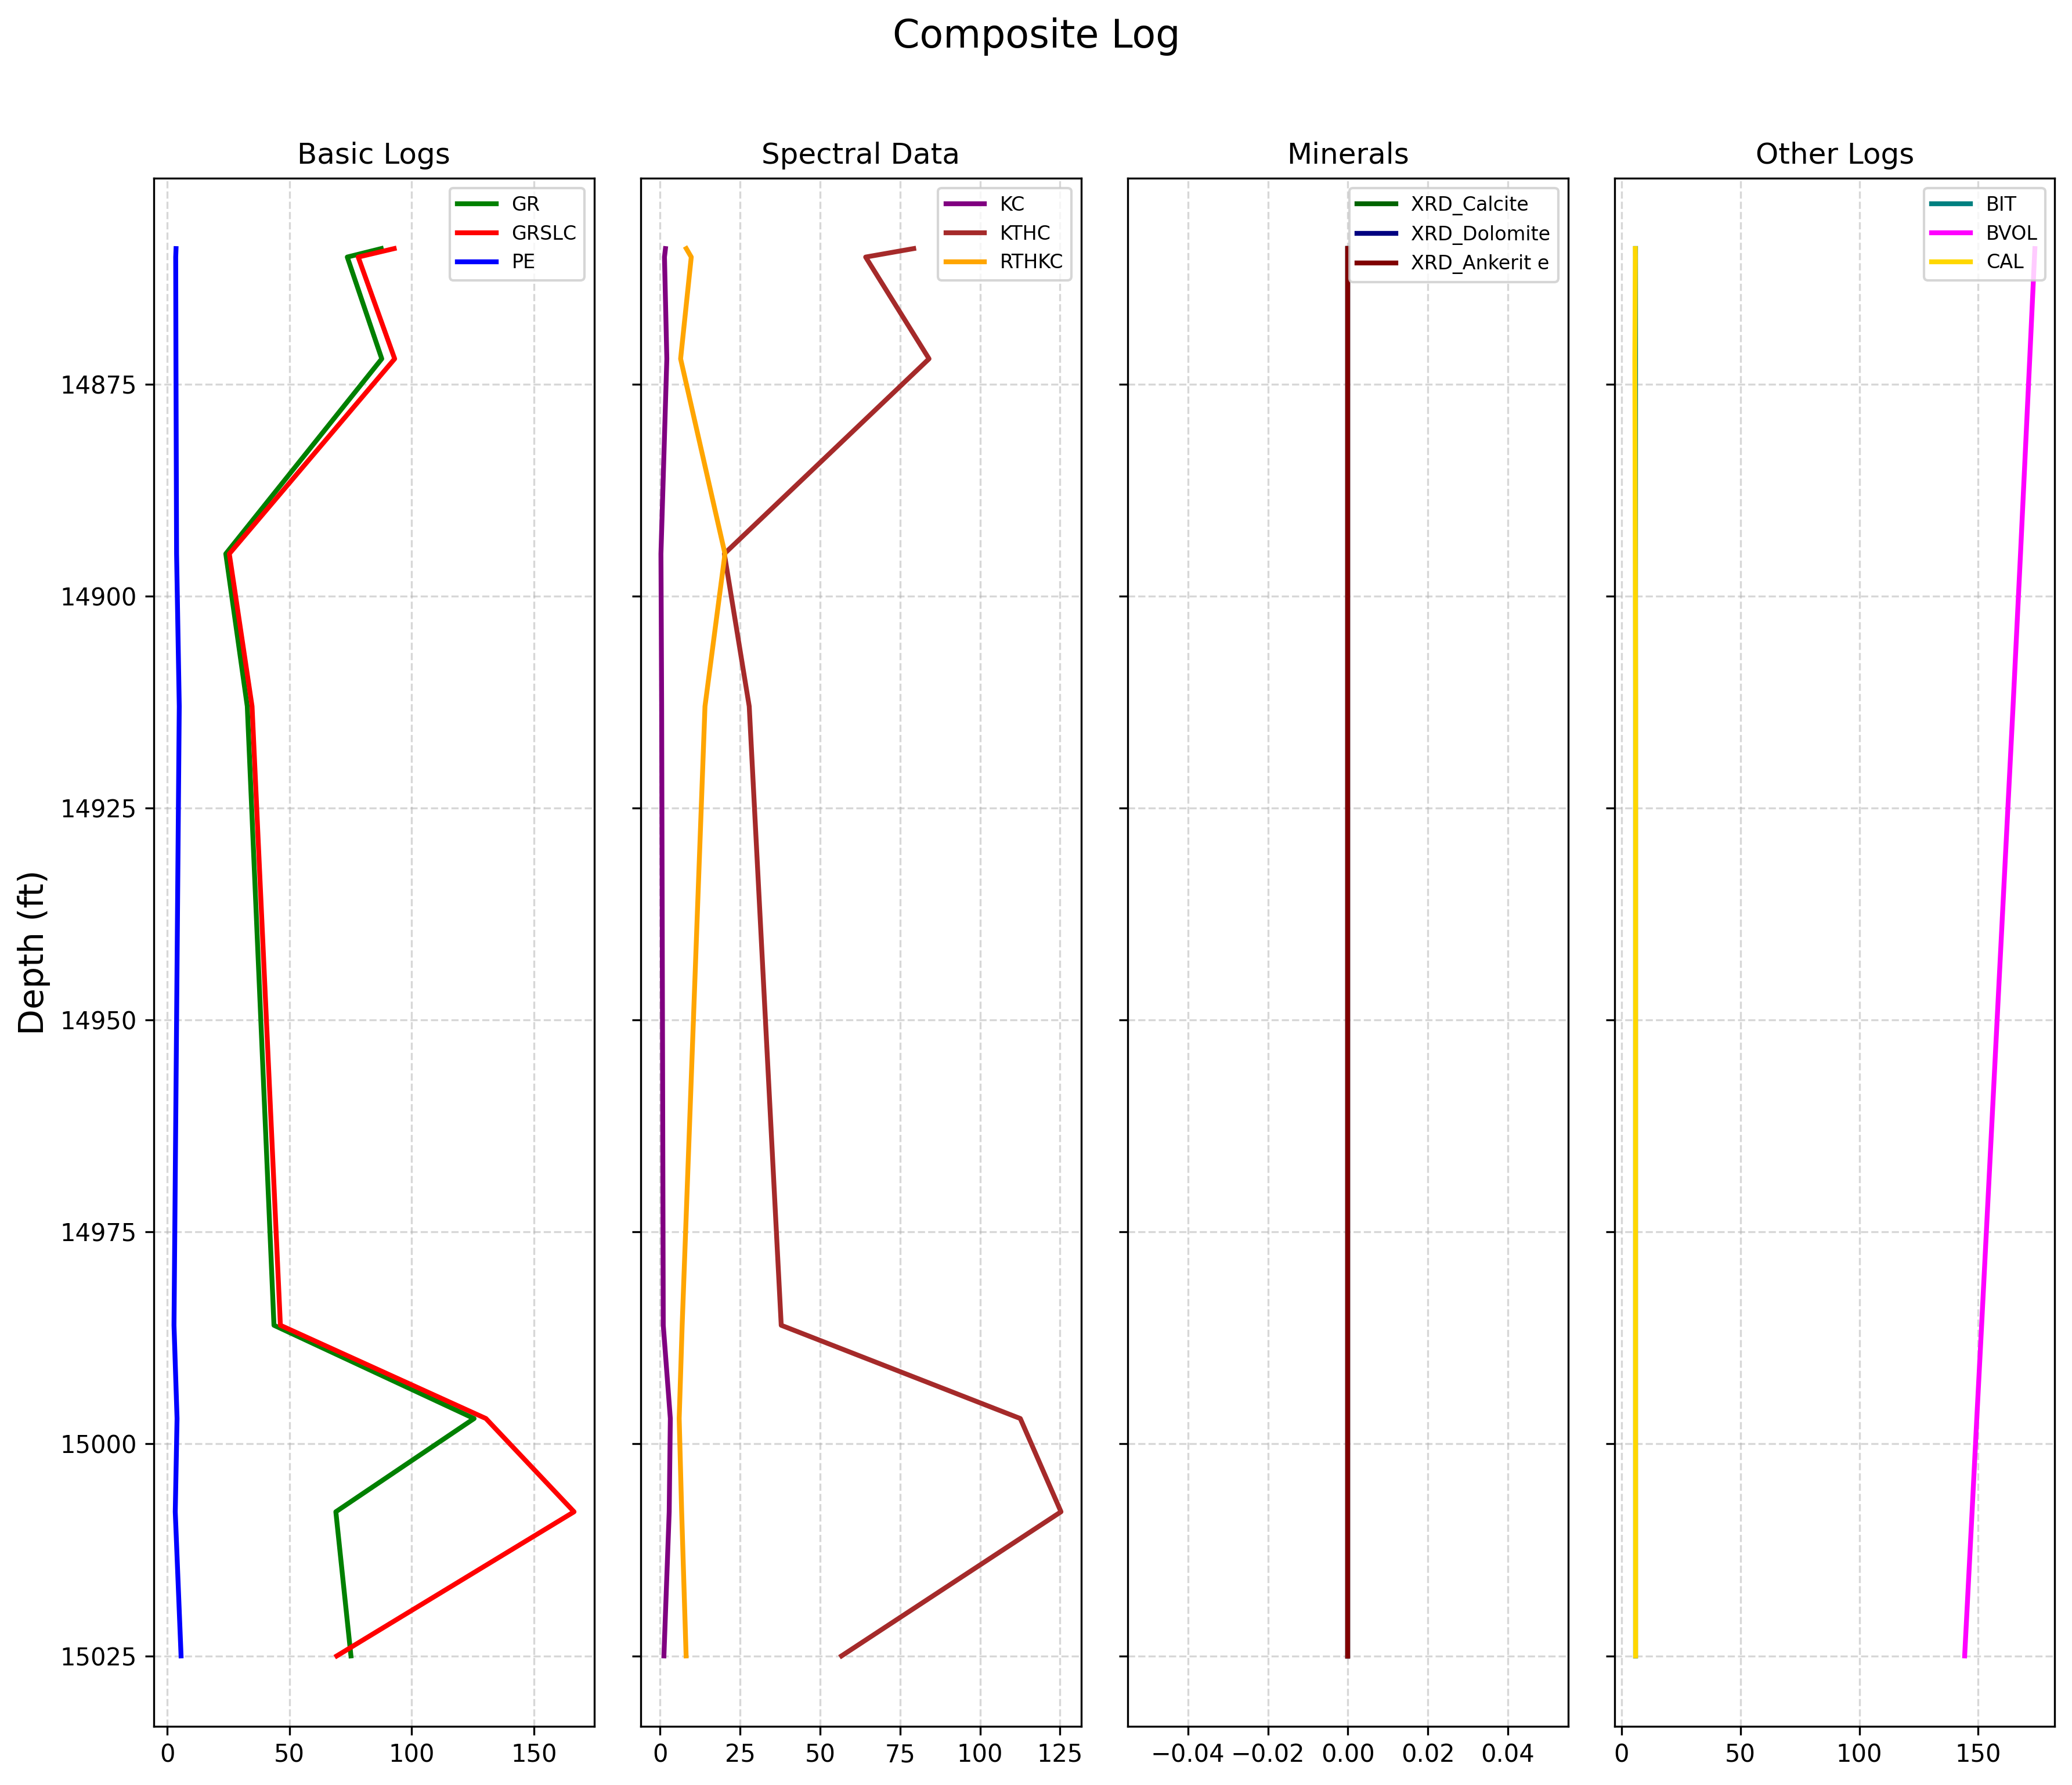 Composite Log
Basic Logs
Spectral Data
Minerals
Other Logs
GR
GRSLC
PE
KC
KTHC
RTHKC
XRD_Calcite
XRD_Dolomite
XRD_Ankerit e
BIT
BVOL
CAL
Depth (ft)
14875
14900
14925
14950
14975
15000
15025
0 50 100 150
0 25 50 75 100 125
−0.04 −0.02 0.00 0.02 0.04
0 50 100 150